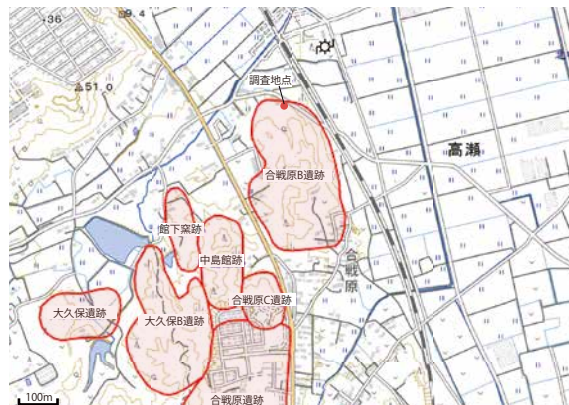 36
9.4
調査地点
51.0
高瀬
合戦原B遺跡
館下窯跡
中島館跡
合戦原
合戦原C遺跡
大久保遺跡
大久保B遺跡
合戦原遺跡
100m